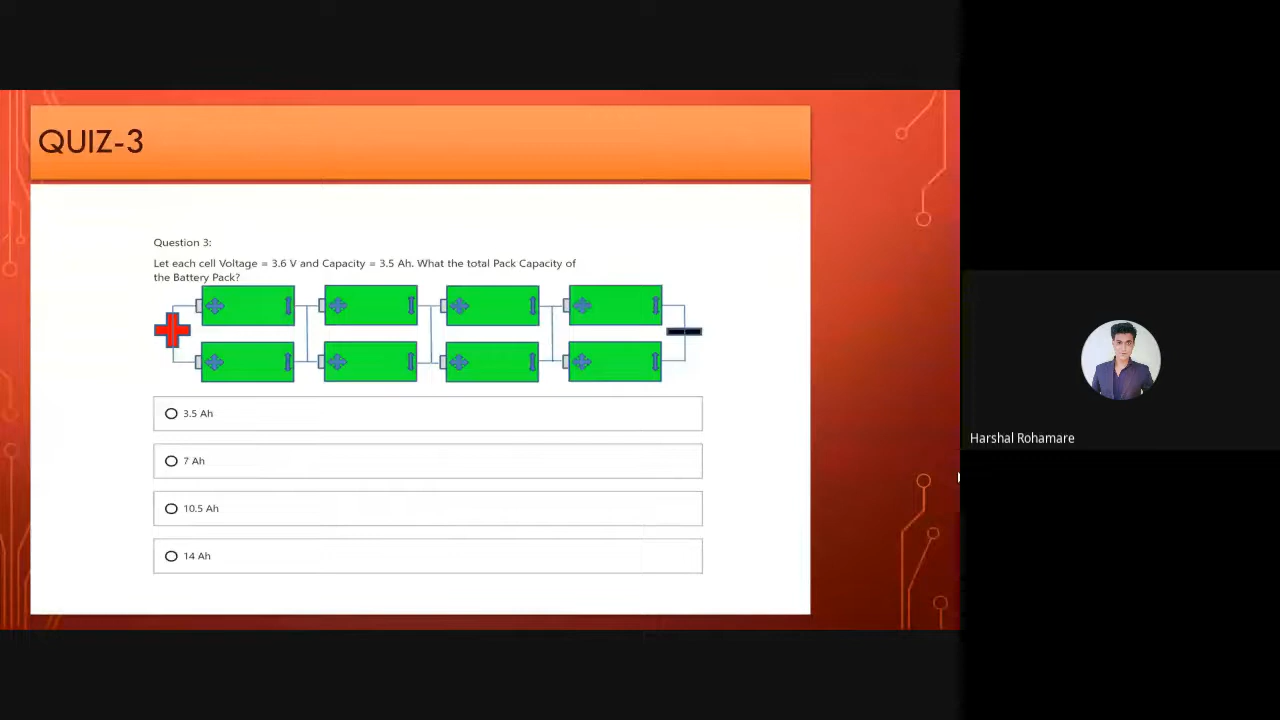 QUIZ-3
Question 3:
Let each cell Voltage = 3.6 V and Capacity = 3.5 Ah. What the total Pack Capacity of
the Battery Pack?
3.5 Ah
7 Ah
10.5 Ah
14 Ah
Harshal Rohamare